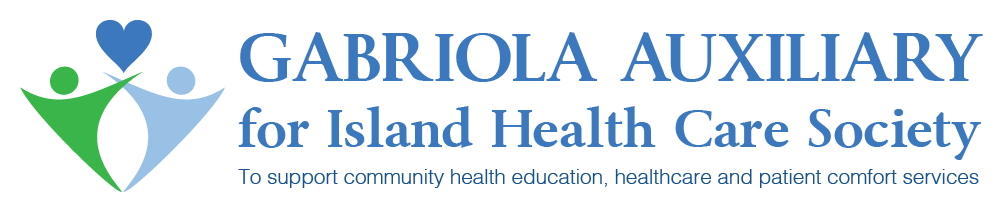 GABRIOLA AUXILIARY
for Island Health Care Society
To support community health education, healthcare and patient comfort services